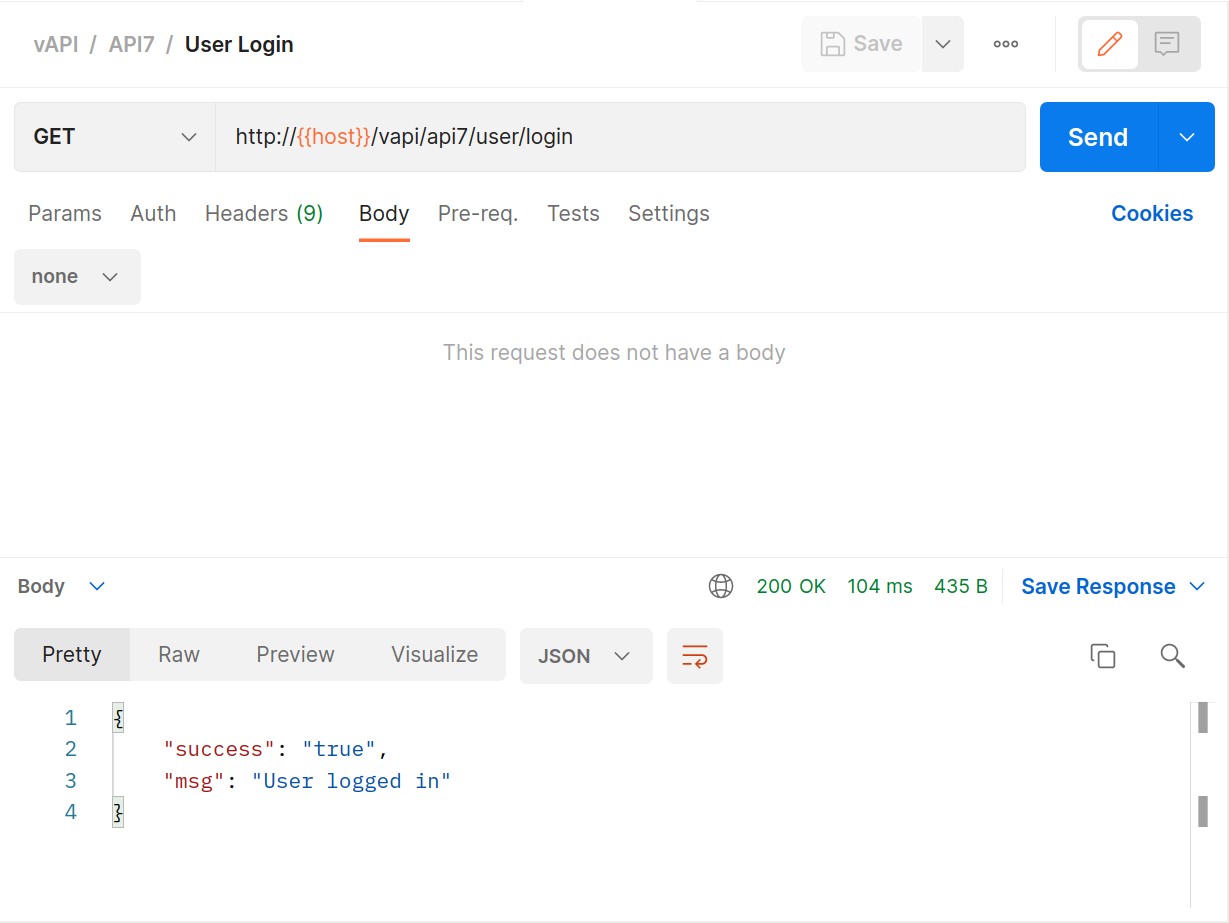 vAPI / API7 / User Login
Save
GET
http://{{host}}/vapi/api7/user/login
Send
Params Auth Headers (9) Body Pre-req. Tests Settings
Cookies
none
This request does not have a body
Body
200 OK 104 ms 435 B Save Response
Pretty Raw Preview Visualize JSON
1 {
2 "success": "true",
3 "msg": "User logged in"
4 }